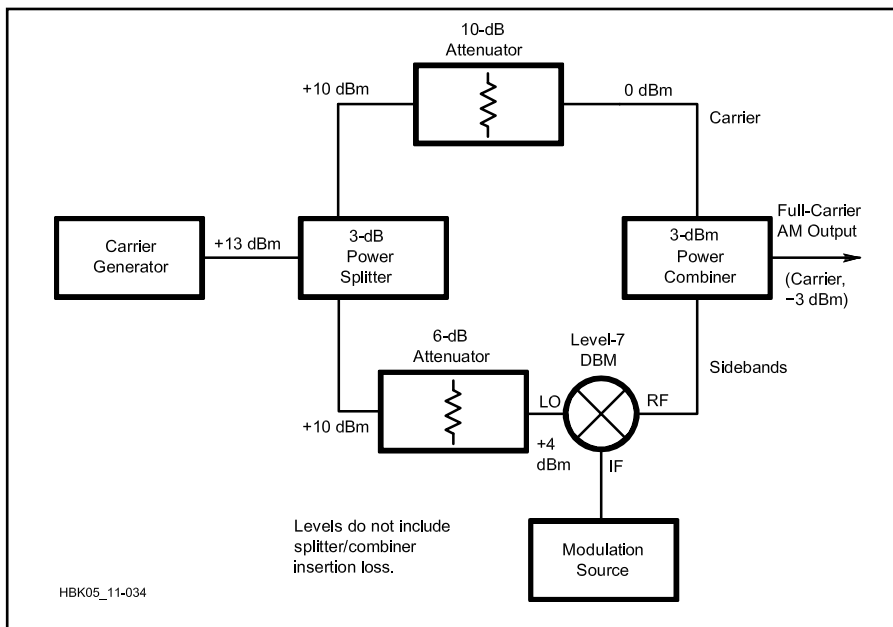 10-dB
Attenuator
+10 dBm
0 dBm
Carrier
Carrier
Generator
+13 dBm
3-dB
Power
Splitter
3-dBm
Power
Combiner
Full-Carrier
AM Output
(Carrier,
−3 dBm)
6-dB
Attenuator
Level-7
DBM
Sidebands
+10 dBm
LO
RF
+4
dBm
IF
Levels do not include
splitter/combiner
insertion loss.
Modulation
Source
HBK05_11-034